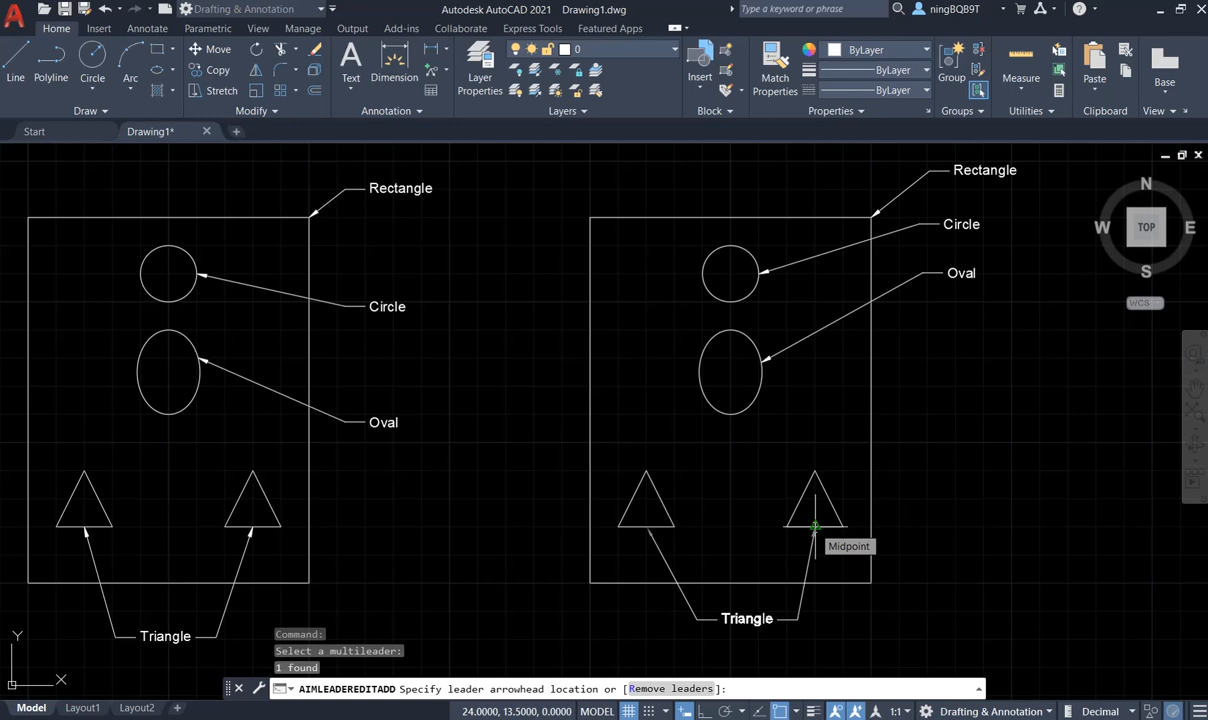 Drafting & Annotation
Autodesk AutoCAD 2021 Drawing1.dwg
Type a keyword or phrase
ningBQB9T
Home Insert Annotate Parametric View Manage Output Add-ins Collaborate Express Tools Featured Apps
Line Polyline Circle Arc
Move
Copy
Stretch
Text Dimension
Layer Properties
0
Insert
Match Properties
ByLayer
ByLayer
ByLayer
Group
Measure
Paste
Base
Draw Modify Annotation Layers Block Properties Groups Utilities Clipboard View
Start Drawing1*
Rectangle
Circle
Oval
Triangle
Rectangle
Circle
Oval
Triangle
Midpoint
N
W TOP E
S
WCS
Y
X
Command:
Select a multileader:
1 found
AIMLEADEREDITADD Specify leader arrowhead location or [Remove leaders]:
Model Layout1 Layout2
24.0000, 13.5000, 0.0000 MODEL
1:1
Drafting & Annotation
Decimal